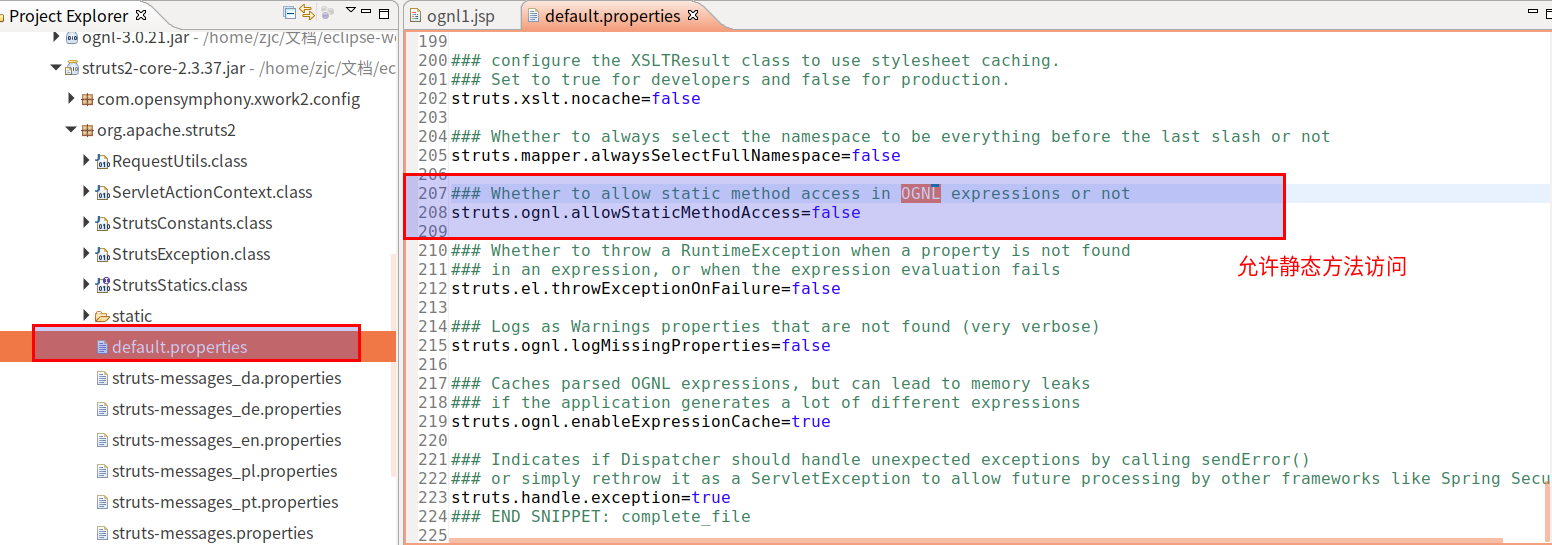 Project Explorer
ognl-3.0.21.jar - /home/zjc/文档/eclipse-wo
struts2-core-2.3.37.jar - /home/zjc/文档/ec
com.opensymphony.xwork2.config
org.apache.struts2
RequestUtils.class
ServletActionContext.class
StrutsConstants.class
StrutsException.class
StrutsStatics.class
static
default.properties
struts-messages_da.properties
struts-messages_de.properties
struts-messages_en.properties
struts-messages_pl.properties
struts-messages_pt.properties
struts-messages.properties
ognl1.jsp
default.properties
199
200 ### configure the XSLTResult class to use stylesheet caching.
201 ### Set to true for developers and false for production.
202 struts.xslt.nocache=false
203
204 ### Whether to always select the namespace to be everything before the last slash or not
205 struts.mapper.alwaysSelectFullNamespace=false
206
207 ### Whether to allow static method access in OGNL expressions or not
208 struts.ognl.allowStaticMethodAccess=false
209
210 ### Whether to throw a RuntimeException when a property is not found
211 ### in an expression, or when the expression evaluation fails
212 struts.el.throwExceptionOnFailure=false
213
214 ### Logs as Warnings properties that are not found (very verbose)
215 struts.ognl.logMissingProperties=false
216
217 ### Caches parsed OGNL expressions, but can lead to memory leaks
218 ### if the application generates a lot of different expressions
219 struts.ognl.enableExpressionCache=true
220
221 ### Indicates if Dispatcher should handle unexpected exceptions by calling sendError()
222 ### or simply rethrow it as a ServletException to allow future processing by other frameworks like Spring Secu
223 struts.handle.exception=true
224 ### END SNIPPET: complete_file
225
允许静态方法访问